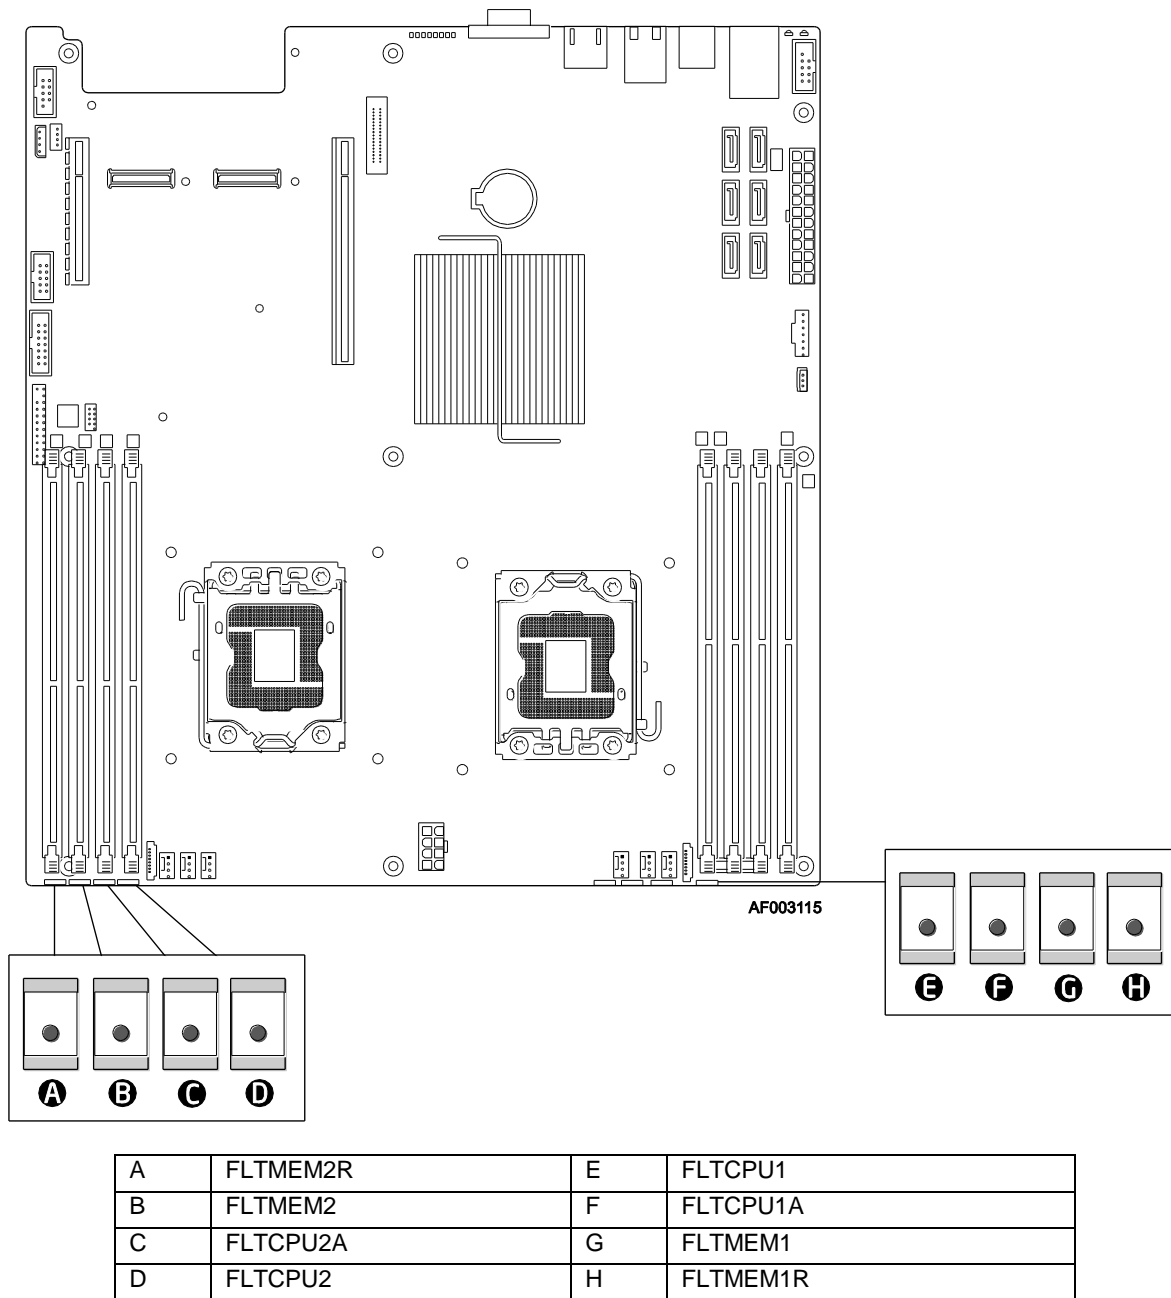 AF003115
E F G H
A B C D
A FLTMEM2R E FLTCPU1
B FLTMEM2 F FLTCPU1A
C FLTCPU2A G FLTMEM1
D FLTCPU2 H FLTMEM1R